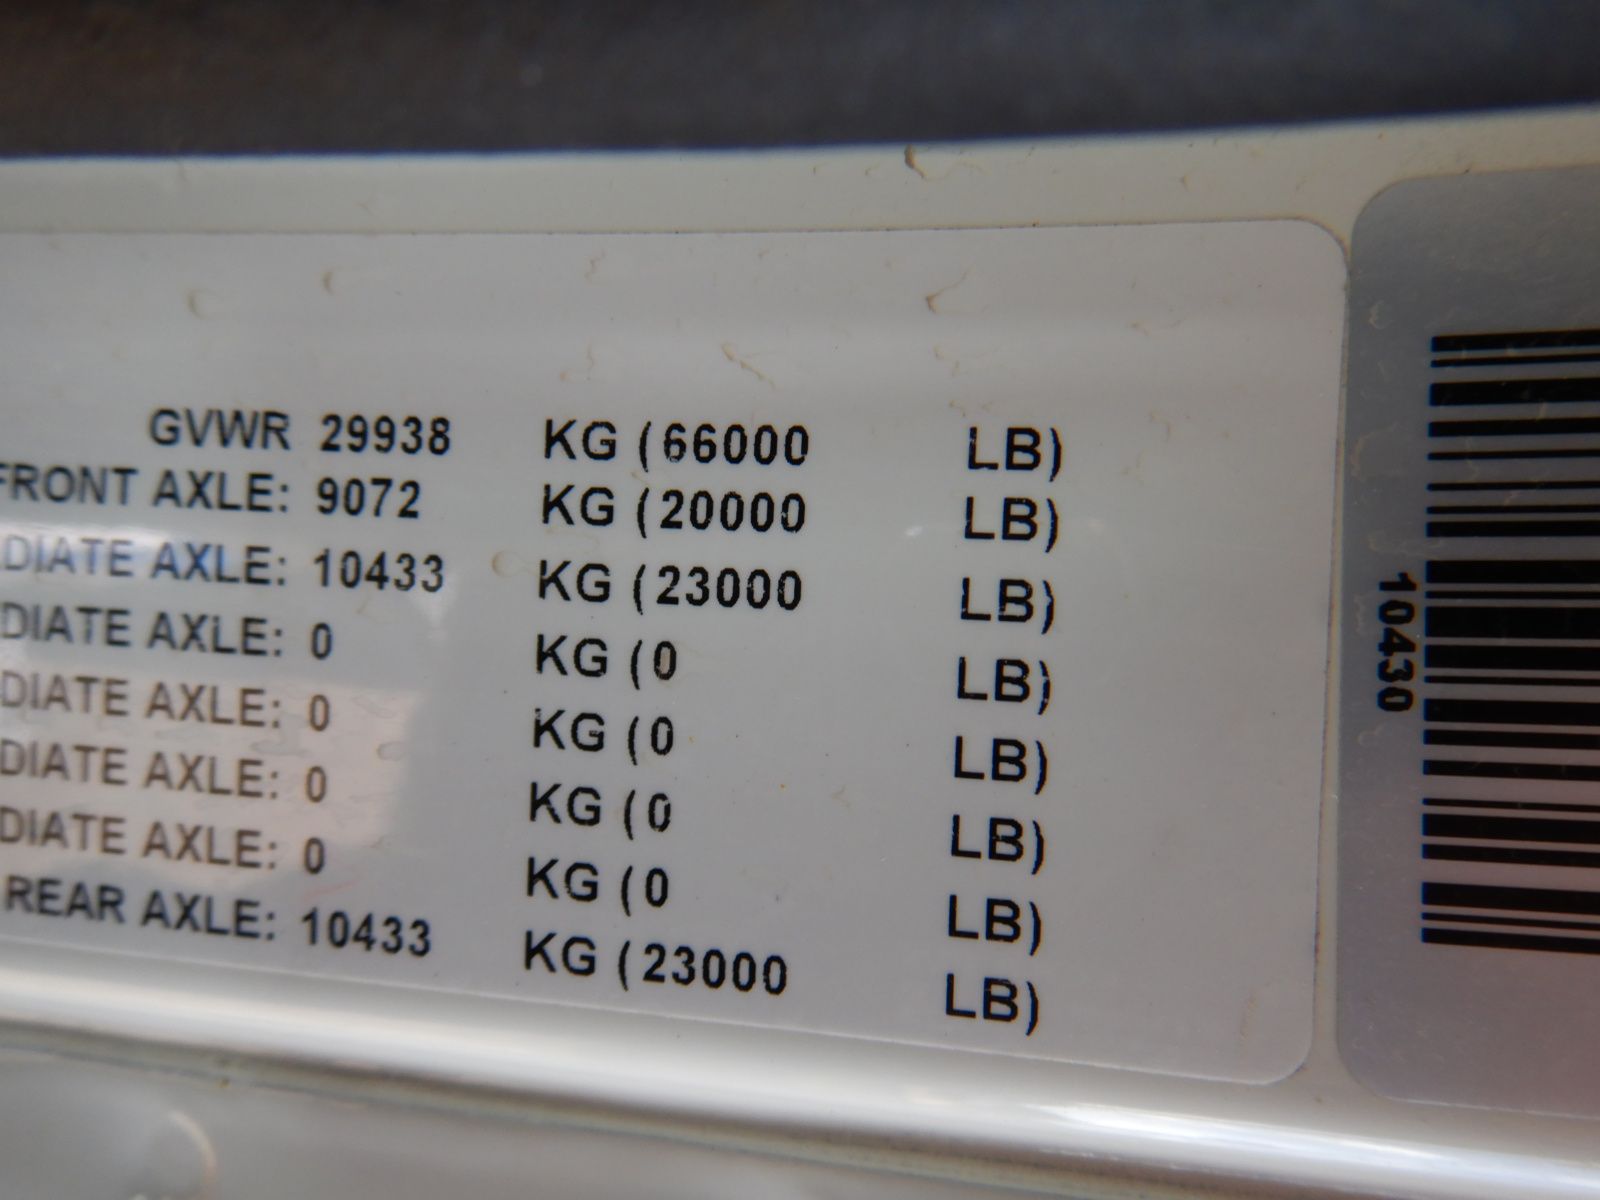 GVWR 29938 KG (66000 LB)
FRONT AXLE: 9072 KG (20000 LB)
DIATE AXLE: 10433 KG (23000 LB)
DIATE AXLE: 0 KG (0 LB)
DIATE AXLE: 0 KG (0 LB)
DIATE AXLE: 0 KG (0 LB)
DIATE AXLE: 0 KG (0 LB)
REAR AXLE: 10433 KG (23000 LB)
10430